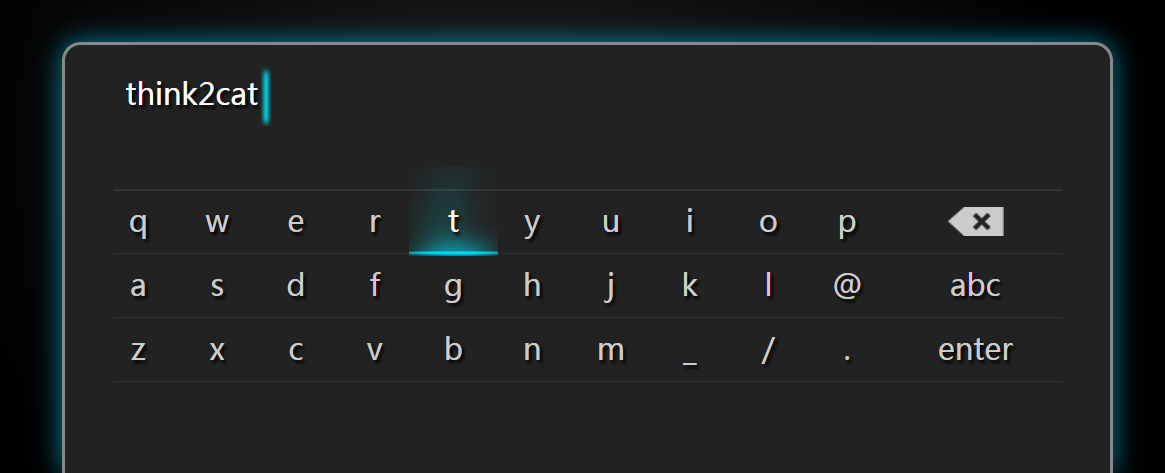 think2cat
q w e r t y u i o p
a s d f g h j k l @ abc
z x c v b n m _ / . enter